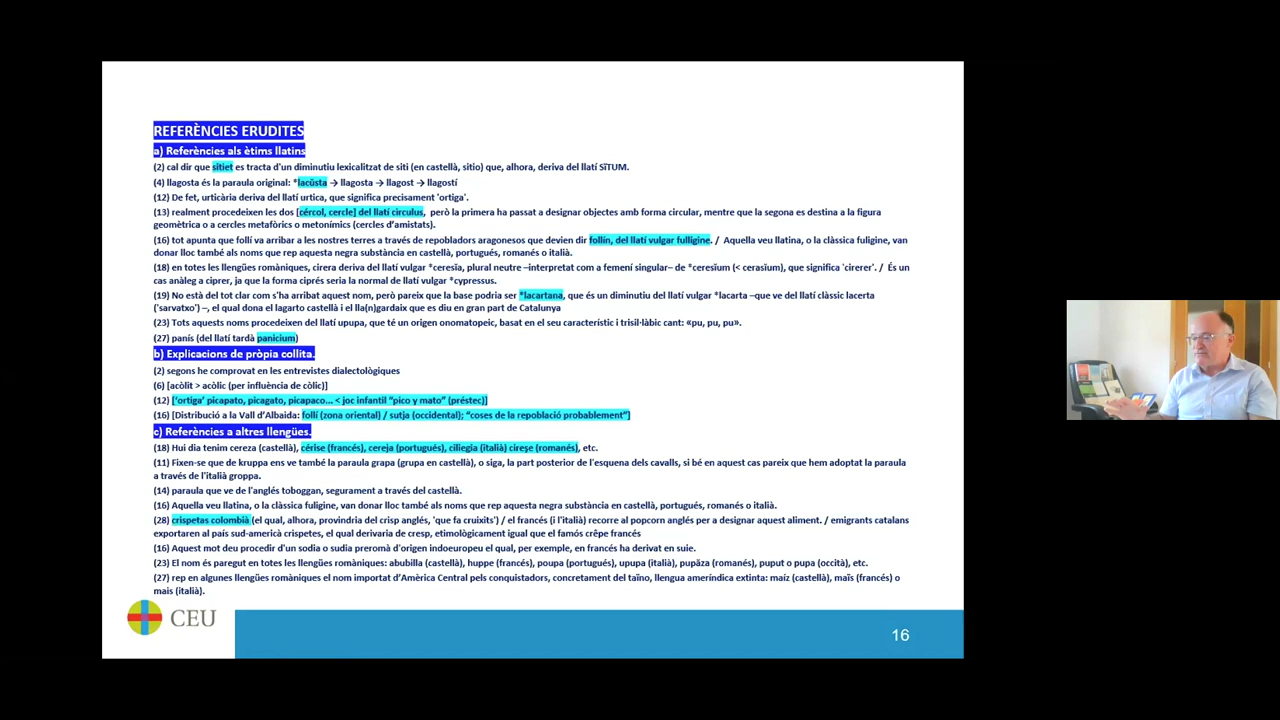 REFERÈNCIES ERUDITES
a) Referències als ètims llatins
(2) cal dir que sitiet es tracta d'un diminutiu lexicalitzat de siti (en castellà, sitio) que, alhora, deriva del llatí SĭTUM.
(4) llagosta és la paraula original: *lacŭsta → llagosta → llagost → llagostí
(12) De fet, urticària deriva del llatí urtica, que significa precisament 'ortiga'.
(13) realment procedeixen les dos [cércol, cercle] del llatí circulus, però la primera ha passat a designar objectes amb forma circular, mentre que la segona es destina a la figura
geomètrica o a cercles metafòrics o metonímics (cercles d'amistats).
(16) tot apunta que follí va arribar a les nostres terres a través de repobladors aragonesos que devien dir follín, del llatí vulgar fulligine. / Aquella veu llatina, o la clàssica fuligine, van
donar lloc també als noms que rep aquesta negra substància en castellà, portugués, romanés o italià.
(18) en totes les llengües romàniques, cirera deriva del llatí vulgar *ceresĭa, plural neutre –interpretat com a femení singular– de *ceresĭum (< cerasĭum), que significa 'cirerer'. / És un
cas anàleg a ciprer, ja que la forma ciprés seria la normal de llatí vulgar *cypressus.
(19) No està del tot clar com s'ha arribat aquest nom, però pareix que la base podria ser *lacartana, que és un diminutiu del llatí vulgar *lacarta –que ve del llatí clàssic lacerta
('sarvatxo') –, el qual dona el lagarto castellà i el lla(n)gardaix que es diu en gran part de Catalunya
(23) Tots aquests noms procedeixen del llatí upupa, que té un origen onomatopeic, basat en el seu característic i trisil·làbic cant: «pu, pu, pu».
(27) panís (del llatí tardà panicium)
b) Explicacions de pròpia collita.
(2) segons he comprovat en les entrevistes dialectològiques
(6) [acòlit > acòlic (per influència de còlic)]
(12) ['ortiga' picapato, picagato, picapaco... < joc infantil "pico y mato" (préstec)]
(16) [Distribució a la Vall d'Albaida: follí (zona oriental) / sutja (occidental); "coses de la repoblació probablement"]
c) Referències a altres llengües.
(18) Hui dia tenim cereza (castellà), cérise (francés), cereja (portugués), ciliegia (italià) cireșe (romanés), etc.
(11) Fixen-se que de kruppa ens ve també la paraula grapa (grupa en castellà), o siga, la part posterior de l'esquena dels cavalls, si bé en aquest cas pareix que hem adoptat la paraula
a través de l'italià groppa.
(14) paraula que ve de l'anglés toboggan, segurament a través del castellà.
(16) Aquella veu llatina, o la clàssica fuligine, van donar lloc també als noms que rep aquesta negra substància en castellà, portugués, romanés o italià.
(28) crispetas colombià (el qual, alhora, provindria del crisp anglés, 'que fa cruixits') / el francés (i l'italià) recorre al popcorn anglés per a designar aquest aliment. / emigrants catalans
exportaren al país sud-americà crispetes, el qual derivaria de cresp, etimològicament igual que el famós crêpe francés
(16) Aquest mot deu procedir d'un sodia o sudia preromà d'origen indoeuropeu el qual, per exemple, en francés ha derivat en suie.
(23) El nom és paregut en totes les llengües romàniques: abubilla (castellà), huppe (francés), poupa (portugués), upupa (italià), pupăza (romanés), puput o pupa (occità), etc.
(27) rep en algunes llengües romàniques el nom importat d'Amèrica Central pels conquistadors, concretament del taïno, llengua ameríndica extinta: maíz (castellà), maïs (francés) o
mais (italià).
CEU
16